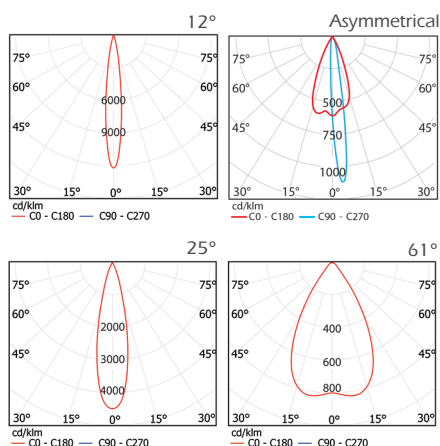 12°
75° 75°
60° 60°
6000
45° 9000 45°
30° 15° 0° 15° 30°
cd/klm
C0 - C180 C90 - C270
Asymmetrical
75° 75°
60° 60°
500
45° 45°
750
1000
30° 15° 0° 15° 30°
cd/klm
C0 - C180 C90 - C270
25°
75° 75°
60° 60°
2000
45° 3000 45°
4000
30° 15° 0° 15° 30°
cd/klm
C0 - C180 C90 - C270
61°
75° 75°
60° 60°
400
45° 600 45°
800
30° 15° 0° 15° 30°
cd/klm
C0 - C180 C90 - C270